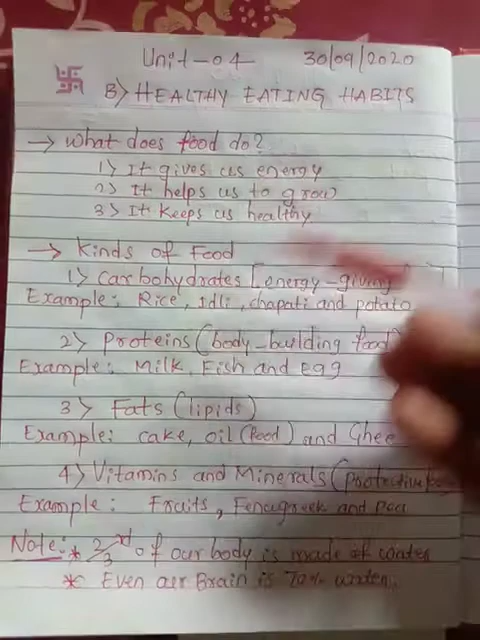 Unit-04 30/09/2020
B) HEALTHY EATING HABITS
→ What does food do?
1) It gives us energy
2) It helps us to grow
3) It keeps us healthy
→ Kinds of Food
1) Carbohydrates [energy-giving
Example: Rice, Idli, chapati and potato
2) Proteins (body-building food)
Example: Milk, Fish and egg
3) Fats (lipids)
Example: cake, oil (food) and Ghee
4) Vitamins and Minerals (protective
Example: Fruits, Fenugreek and pea
Note: * 2/3rd of our body is made of water
* Even our Brain is 70% water.